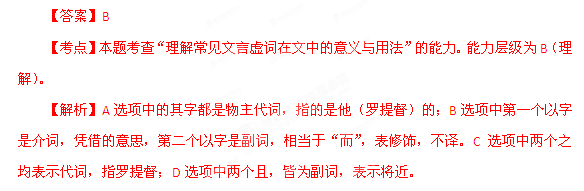 【答案】B
【考点】本题考查“理解常见文言虚词在文中的意义与用法”的能力。能力层级为 B（理
解）。
【解析】A 选项中的其字都是物主代词，指的是他（罗提督）的；B 选项中第一个以字
是介词，凭借的意思，第二个以字是副词，相当于“而”，表修饰，不译。C 选项中两个之
均表示代词，指罗提督；D 选项中两个且，皆为副词，表示将近。